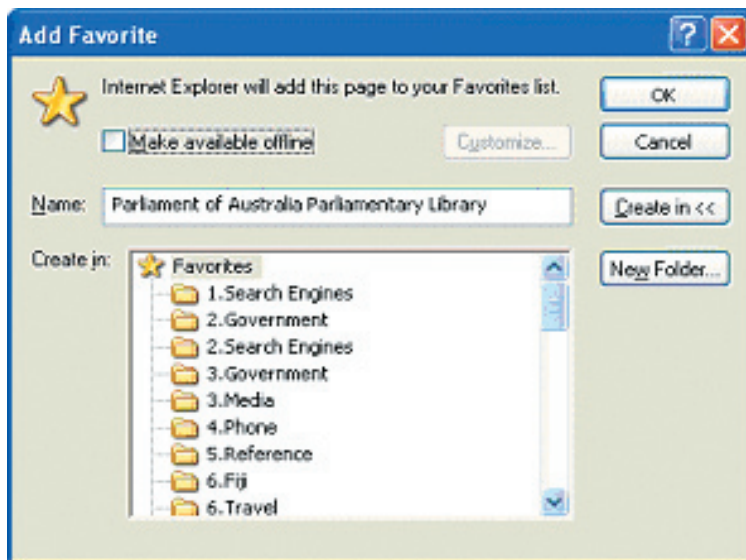 Add Favorite
Internet Explorer will add this page to your Favorites list.
OK
Make available offline
Customize...
Cancel
Name:
Parliament of Australia Parliamentary Library
Create in <<
Create in:
Favorites
New Folder...
1.Search Engines
2.Government
2.Search Engines
3.Government
3.Media
4.Phone
5.Reference
6.Fiji
6.Travel